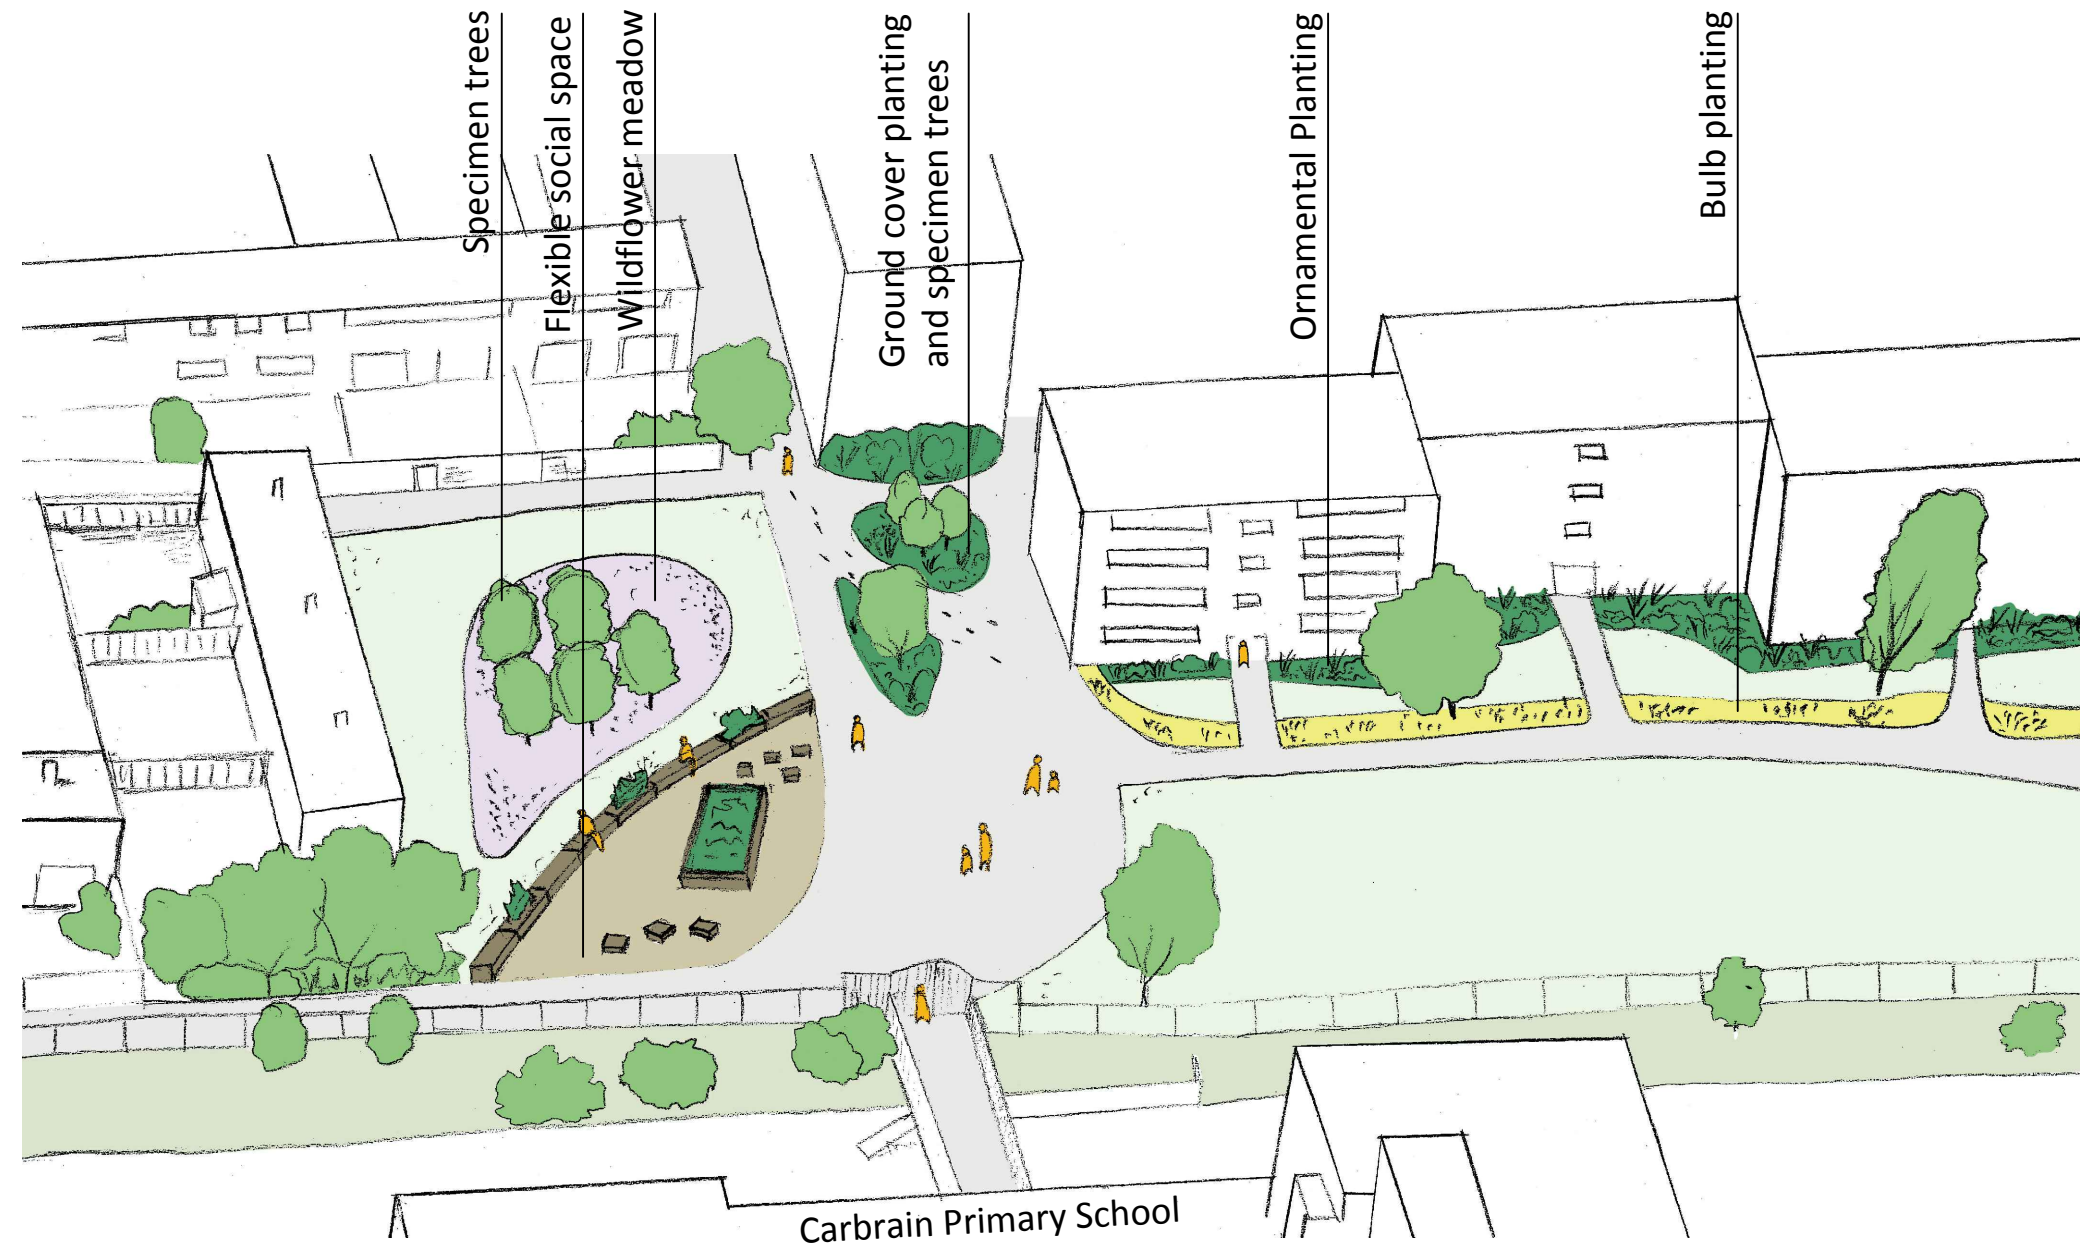 Specimen trees
Flexible social space
Wildflower meadow
Ground cover planting
and specimen trees
Ornamental Planting
Bulb planting
Carbrain Primary School